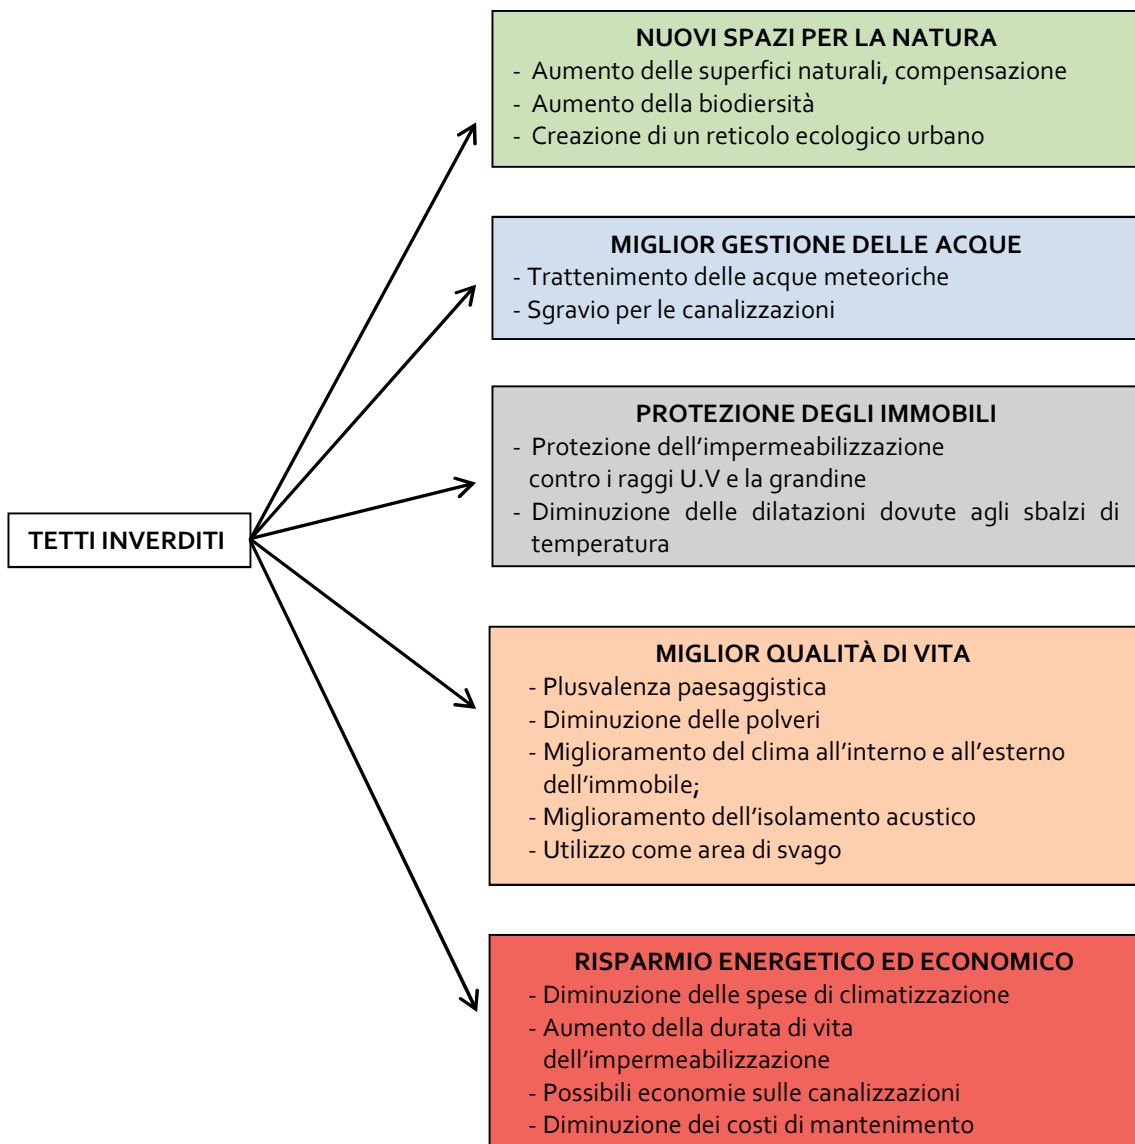 NUOVI SPAZI PER LA NATURA
- Aumento delle superfici naturali, compensazione
- Aumento della biodiersità
- Creazione di un reticolo ecologico urbano
MIGLIOR GESTIONE DELLE ACQUE
- Trattenimento delle acque meteoriche
- Sgravio per le canalizzazioni
PROTEZIONE DEGLI IMMOBILI
- Protezione dell'impermeabilizzazione
contro i raggi U.V e la grandine
- Diminuzione delle dilatazioni dovute agli sbalzi di
temperatura
TETTI INVERDITI
MIGLIOR QUALITÀ DI VITA
- Plusvalenza paesaggistica
- Diminuzione delle polveri
- Miglioramento del clima all'interno e all'esterno
dell'immobile;
- Miglioramento dell'isolamento acustico
- Utilizzo come area di svago
RISPARMIO ENERGETICO ED ECONOMICO
- Diminuzione delle spese di climatizzazione
- Aumento della durata di vita
dell'impermeabilizzazione
- Possibili economie sulle canalizzazioni
- Diminuzione dei costi di mantenimento